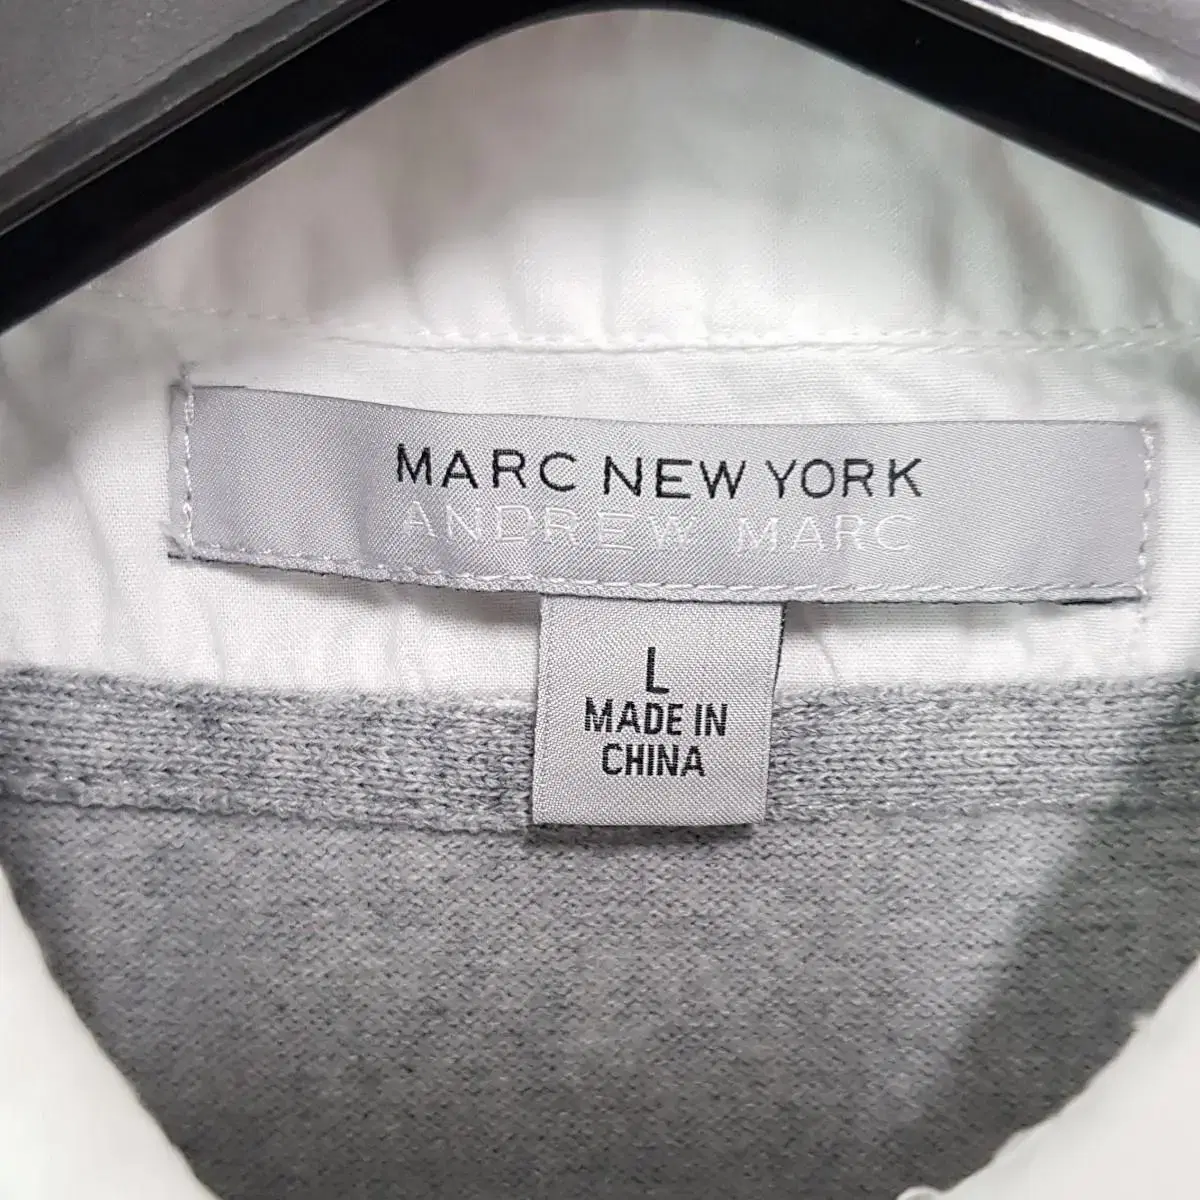 MARC NEW YORK
ANDREW MARC
L
MADE IN
CHINA